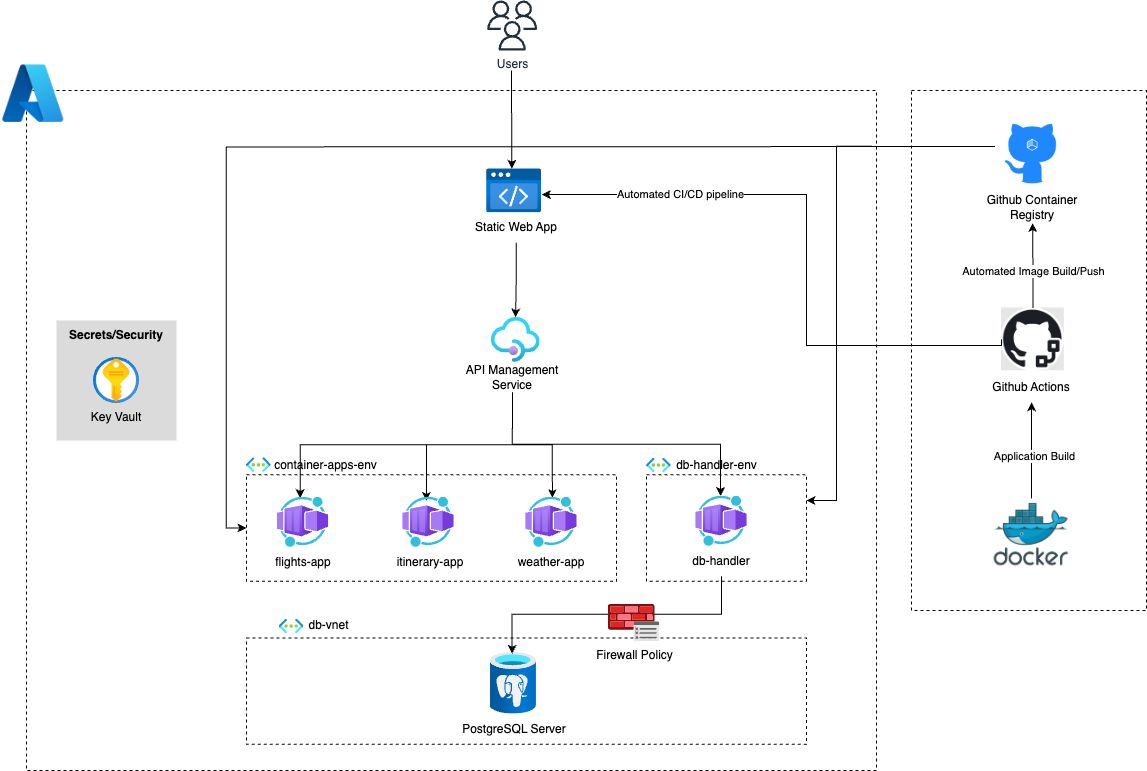 Users
Github Container
Registry
Automated CI/CD pipeline
Static Web App
Automated Image Build/Push
Secrets/Security
Key Vault
API Management
Service
Github Actions
Application Build
container-apps-env
db-handler-env
flights-app
itinerary-app
weather-app
db-handler
docker
db-vnet
Firewall Policy
PostgreSQL Server